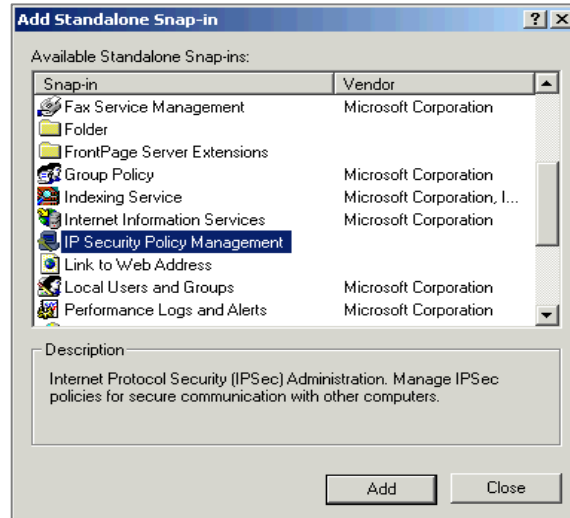 Add Standalone Snap-in
Available Standalone Snap-ins:
Snap-in Vendor
Fax Service Management Microsoft Corporation
Folder
FrontPage Server Extensions
Group Policy Microsoft Corporation
Indexing Service Microsoft Corporation, I...
Internet Information Services Microsoft Corporation
IP Security Policy Management
Link to Web Address
Local Users and Groups Microsoft Corporation
Performance Logs and Alerts Microsoft Corporation
Description
Internet Protocol Security (IPSec) Administration. Manage IPSec
policies for secure communication with other computers.
Add Close